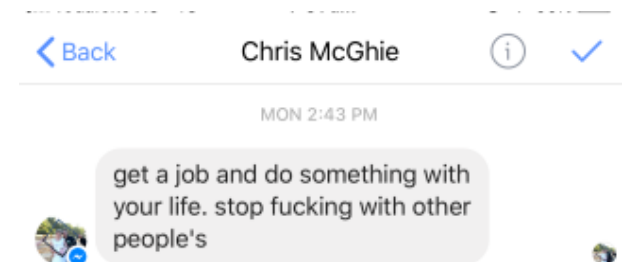 Back
Chris McGhie
MON 2:43 PM
get a job and do something with
your life. stop fucking with other
people's